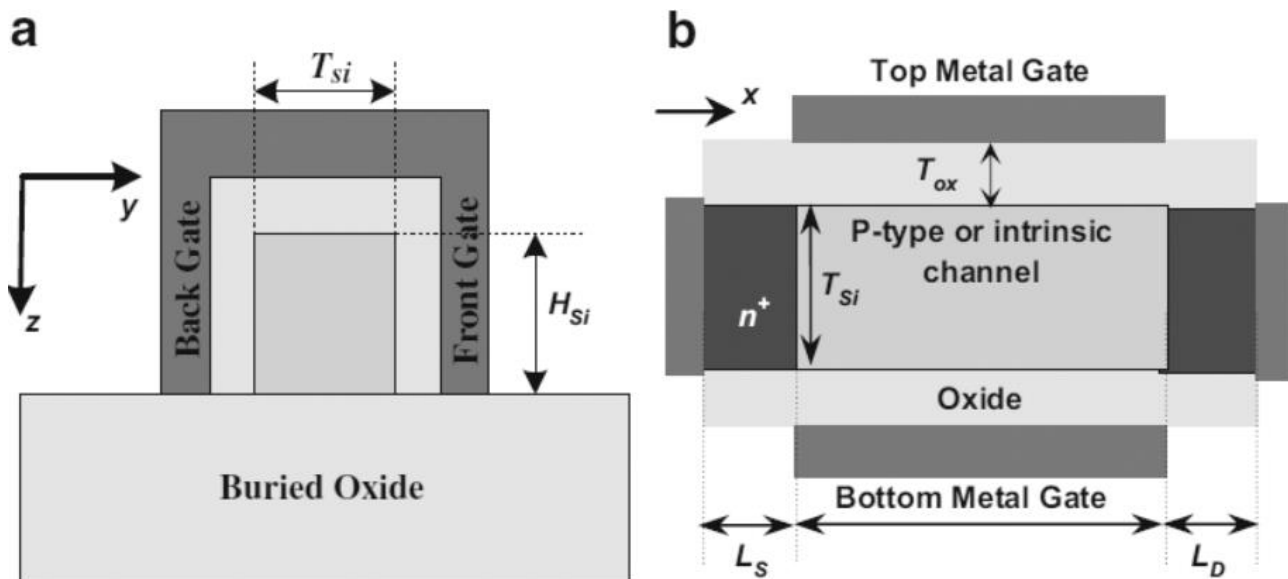 a
T_si
y
z
Back Gate
Front Gate
H_Si
Buried Oxide
b
Top Metal Gate
x
T_ox
P-type or intrinsic
channel
T_Si
n⁺
Oxide
Bottom Metal Gate
L_S
L_D